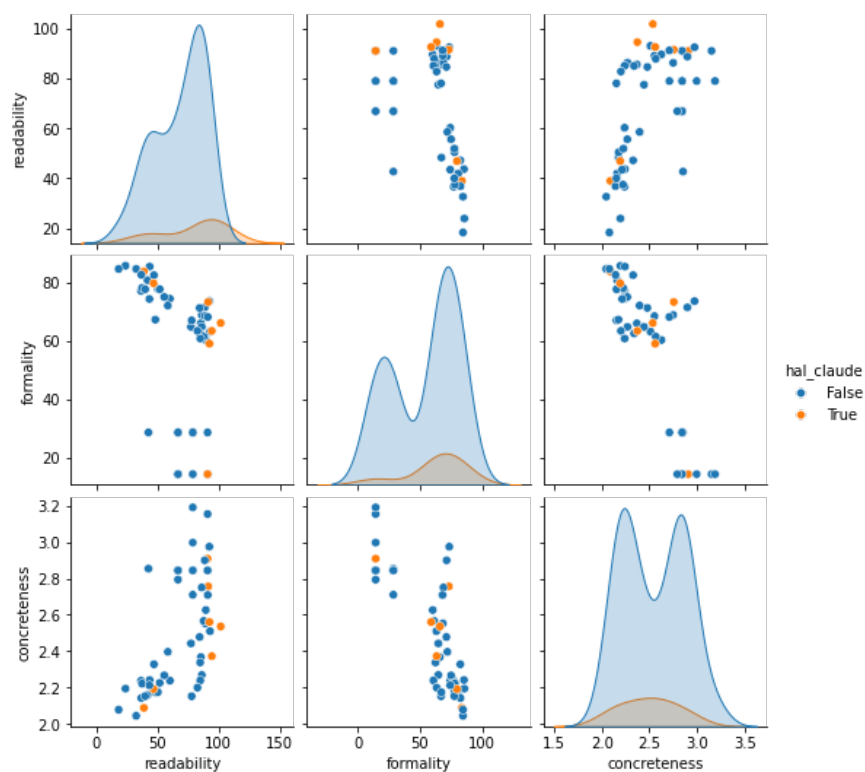 100
80
60
40
20
readability
80
60
40
20
formality
hal_claude
False
True
3.2
3.0
2.8
2.6
2.4
2.2
2.0
concreteness
0 50 100 150
readability
0 50 100
formality
1.5 2.0 2.5 3.0 3.5
concreteness